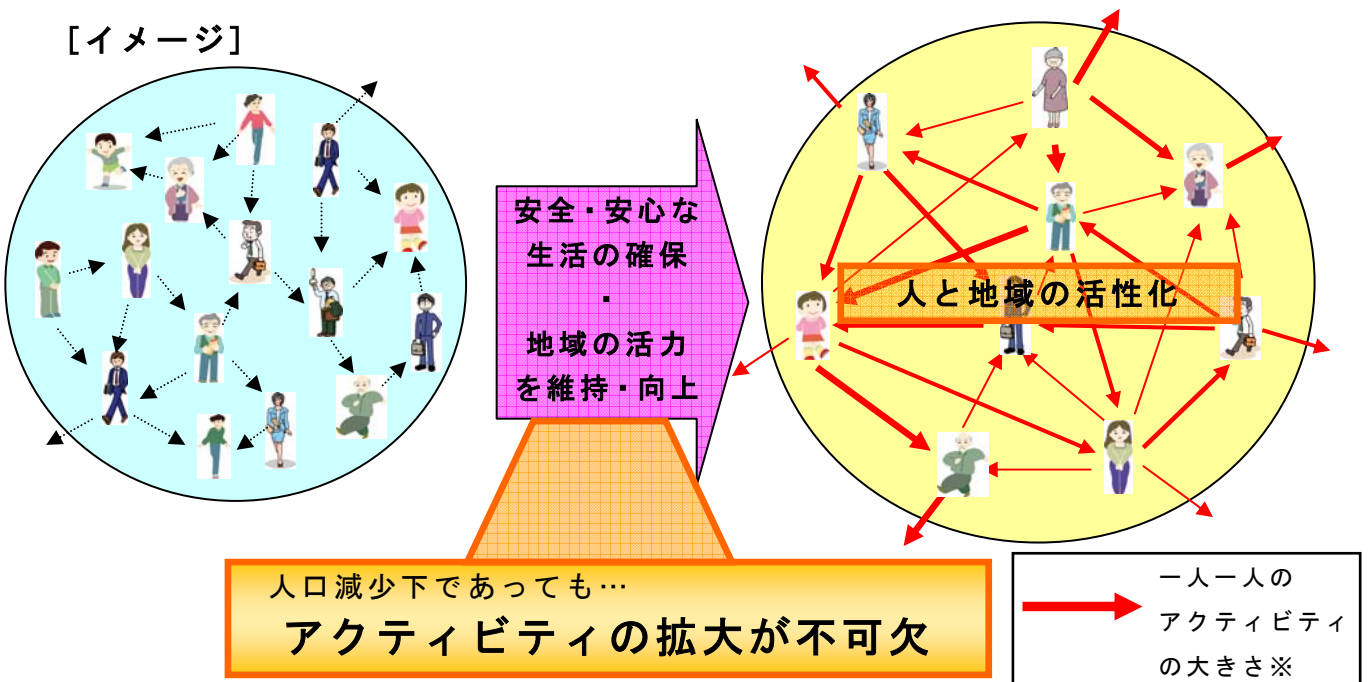 [イメージ]
安全・安心な
生活の確保
・
地域の活力
を維持・向上
人と地域の活性化
人口減少下であっても…
アクティビティの拡大が不可欠
一人一人の
アクティビティ
の大きさ※